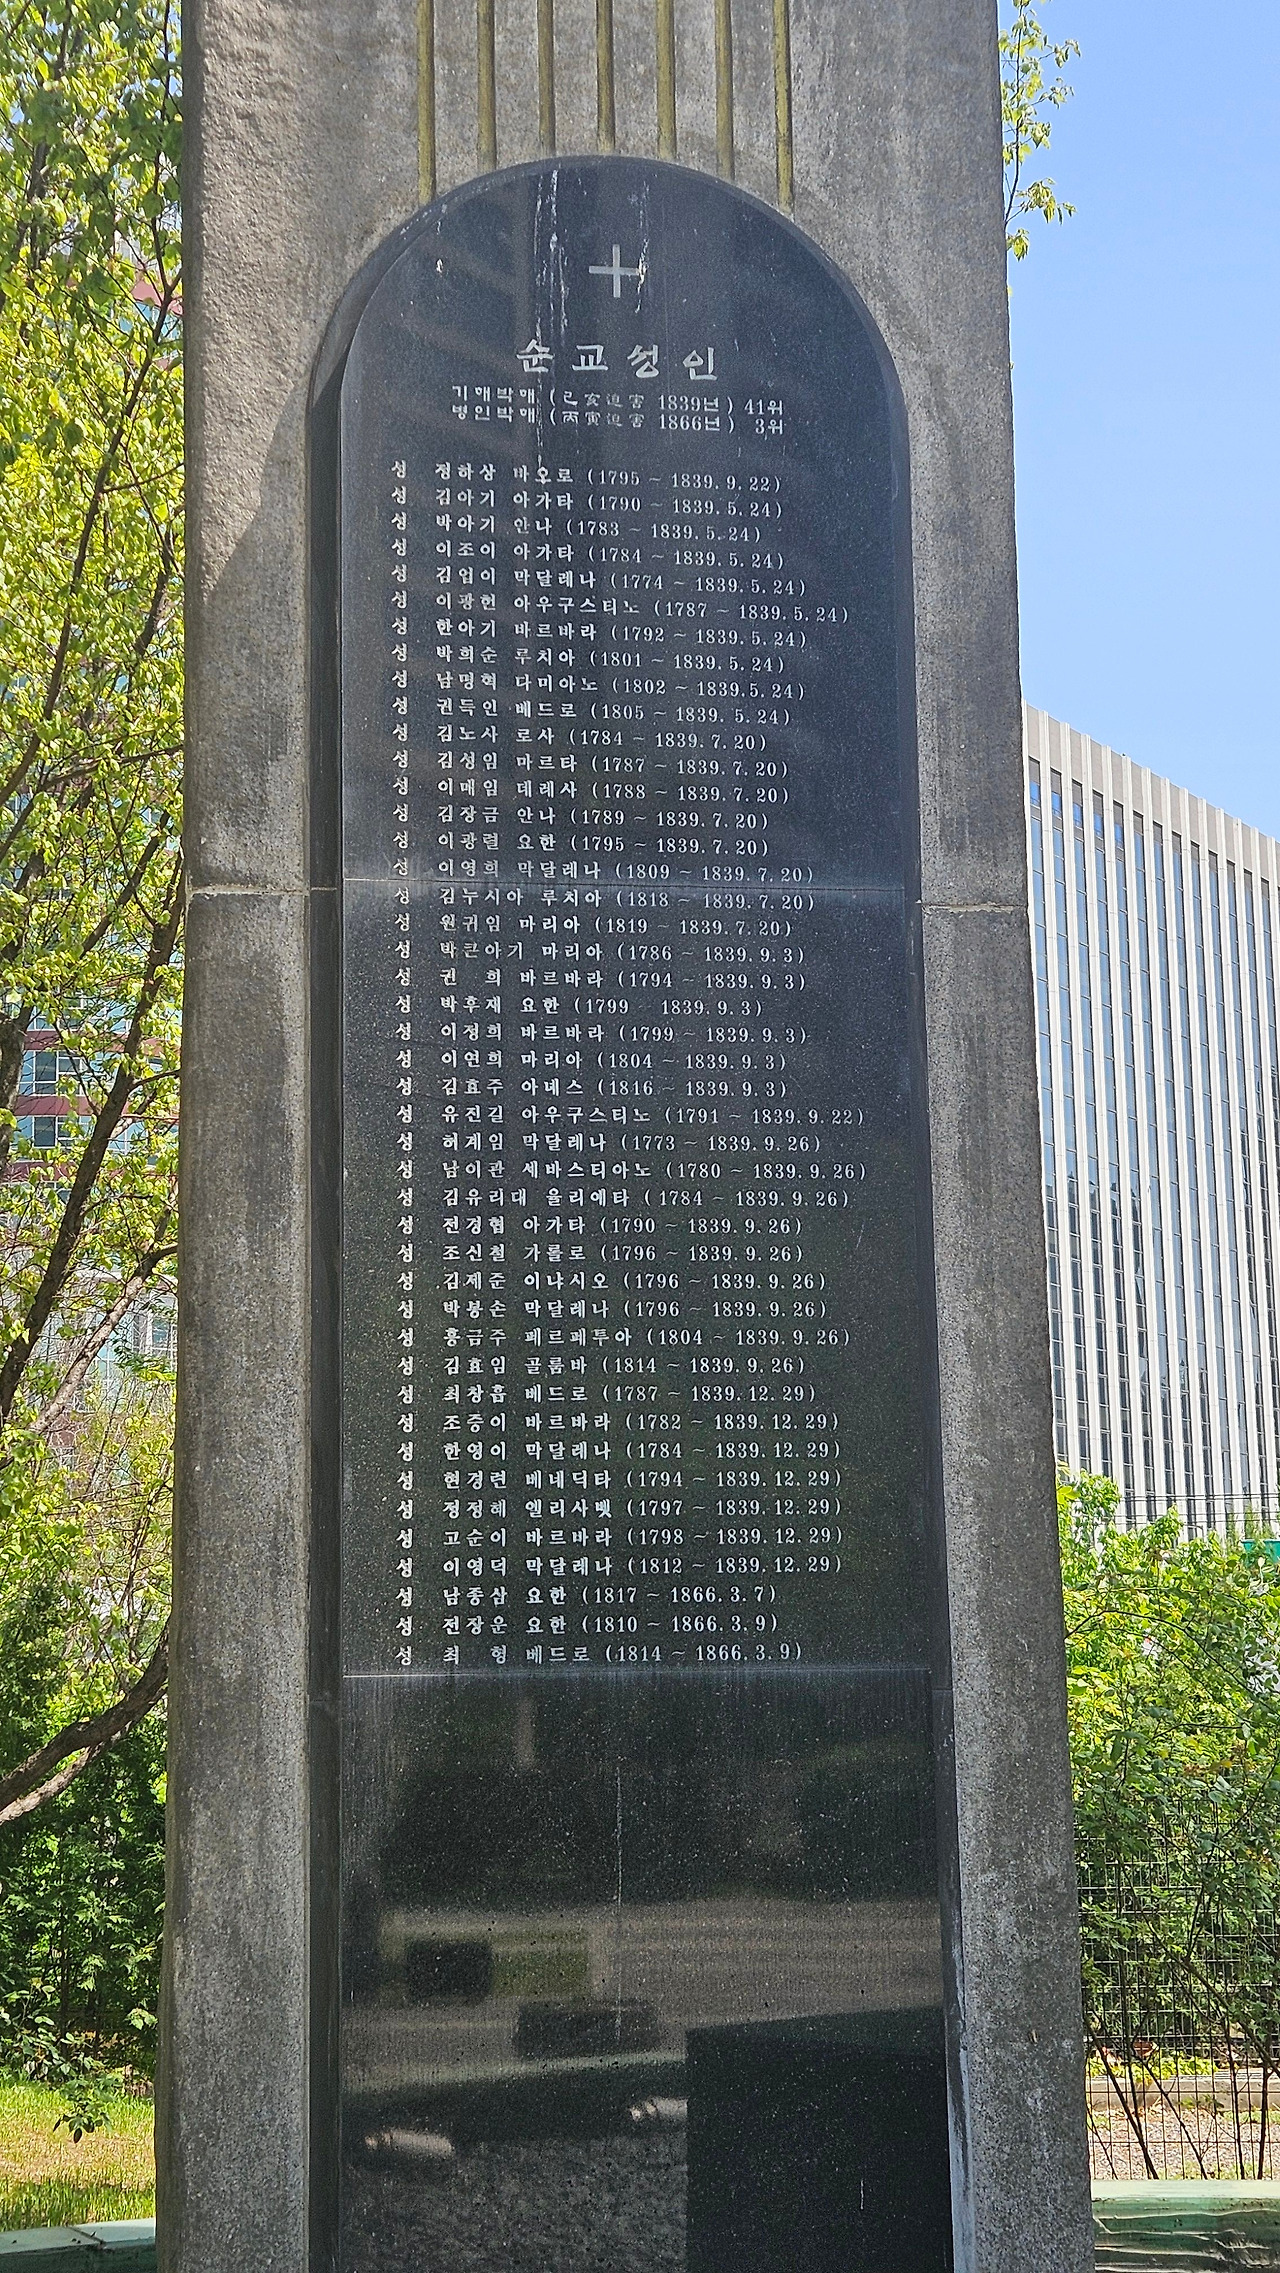 순교성인
기해박해 (己亥迫害 1839년) 41위
병인박해 (丙寅迫害 1866년) 3위
성 정하상 바오로 (1795 ~ 1839.9.22)
성 김아기 아가타 (1790 ~ 1839.5.24)
성 박아기 안나 (1783 ~ 1839.5.24)
성 이조이 아가타 (1784 ~ 1839.5.24)
성 김업이 막달레나 (1774 ~ 1839.5.24)
성 이광헌 아우구스티노 (1787 ~ 1839.5.24)
성 한아기 바르바라 (1792 ~ 1839.5.24)
성 박희순 루치아 (1801 ~ 1839.5.24)
성 남명혁 다미아노 (1802 ~ 1839.5.24)
성 권득인 베드로 (1805 ~ 1839.5.24)
성 김노사 로사 (1784 ~ 1839.7.20)
성 김성임 마르타 (1787 ~ 1839.7.20)
성 이매임 데레사 (1788 ~ 1839.7.20)
성 김장금 안나 (1789 ~ 1839.7.20)
성 이광렬 요한 (1795 ~ 1839.7.20)
성 이영희 막달레나 (1809 ~ 1839.7.20)
성 김누시아 루치아 (1818 ~ 1839.7.20)
성 원귀임 마리아 (1819 ~ 1839.7.20)
성 박큰아기 마리아 (1786 ~ 1839.9.3)
성 권 희 바르바라 (1794 ~ 1839.9.3)
성 박후재 요한 (1799 ~ 1839.9.3)
성 이정희 바르바라 (1799 ~ 1839.9.3)
성 이연희 마리아 (1804 ~ 1839.9.3)
성 김효주 아녜스 (1816 ~ 1839.9.3)
성 유진길 아우구스티노 (1791 ~ 1839.9.22)
성 허계임 막달레나 (1773 ~ 1839.9.26)
성 남이관 세바스티아노 (1780 ~ 1839.9.26)
성 김유리대 율리에타 (1784 ~ 1839.9.26)
성 전경협 아가타 (1790 ~ 1839.9.26)
성 조신철 가롤로 (1796 ~ 1839.9.26)
성 김제준 이냐시오 (1796 ~ 1839.9.26)
성 박봉손 막달레나 (1796 ~ 1839.9.26)
성 홍금주 페르페투아 (1804 ~ 1839.9.26)
성 김효임 골룸바 (1814 ~ 1839.9.26)
성 최창흡 베드로 (1787 ~ 1839.12.29)
성 조증이 바르바라 (1782 ~ 1839.12.29)
성 한영이 막달레나 (1784 ~ 1839.12.29)
성 현경련 베네딕타 (1794 ~ 1839.12.29)
성 정정혜 엘리사벳 (1797 ~ 1839.12.29)
성 고순이 바르바라 (1798 ~ 1839.12.29)
성 이영덕 막달레나 (1812 ~ 1839.12.29)
성 남종삼 요한 (1817 ~ 1866.3.7)
성 전장운 요한 (1810 ~ 1866.3.9)
성 최 형 베드로 (1814 ~ 1866.3.9)